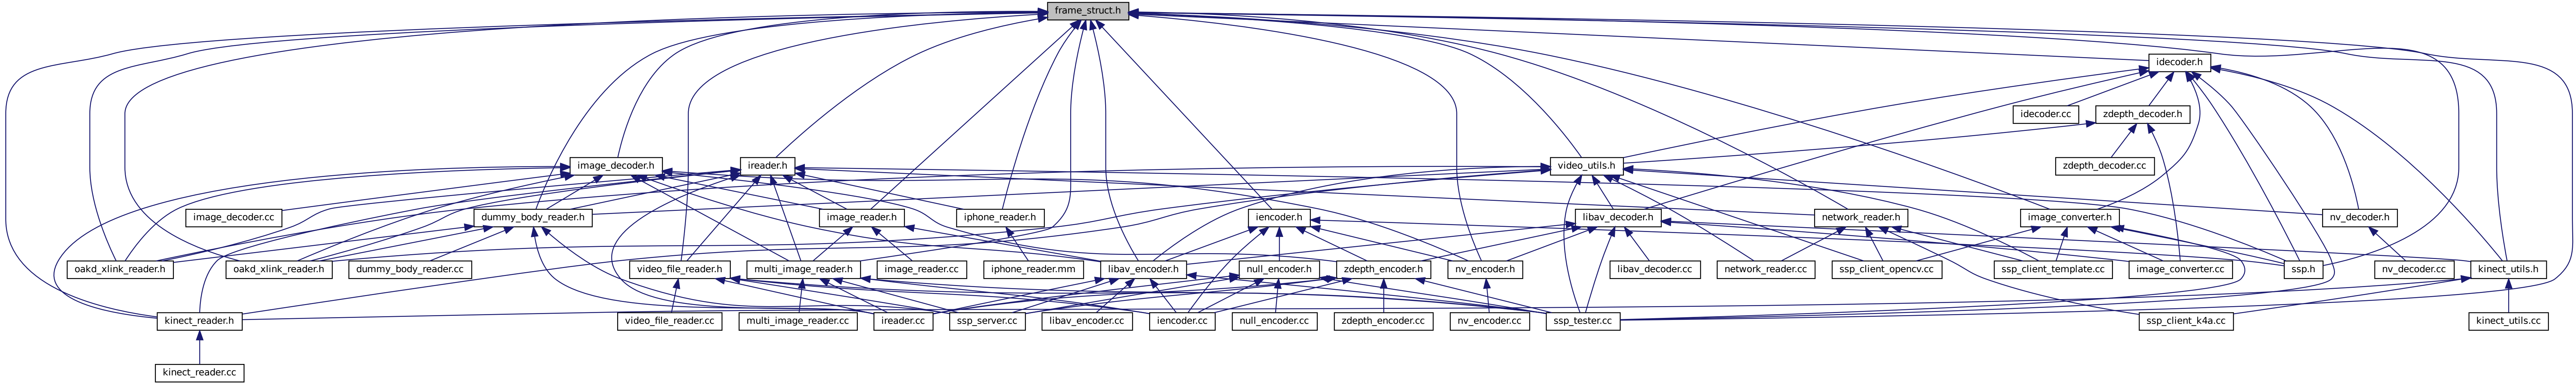 frame_struct.h
idecoder.h
idecoder.cc
zdepth_decoder.h
image_decoder.h
ireader.h
video_utils.h
zdepth_decoder.cc
image_decoder.cc
dummy_body_reader.h
image_reader.h
iphone_reader.h
iencoder.h
libav_decoder.h
network_reader.h
image_converter.h
nv_decoder.h
oakd_xlink_reader.h
oakd_xlink_reader.h
dummy_body_reader.cc
video_file_reader.h
multi_image_reader.h
image_reader.cc
iphone_reader.mm
libav_encoder.h
null_encoder.h
zdepth_encoder.h
nv_encoder.h
libav_decoder.cc
network_reader.cc
ssp_client_opencv.cc
ssp_client_template.cc
image_converter.cc
ssp.h
nv_decoder.cc
kinect_utils.h
kinect_reader.h
video_file_reader.cc
multi_image_reader.cc
ireader.cc
ssp_server.cc
libav_encoder.cc
iencoder.cc
null_encoder.cc
zdepth_encoder.cc
nv_encoder.cc
ssp_tester.cc
ssp_client_k4a.cc
kinect_utils.cc
kinect_reader.cc